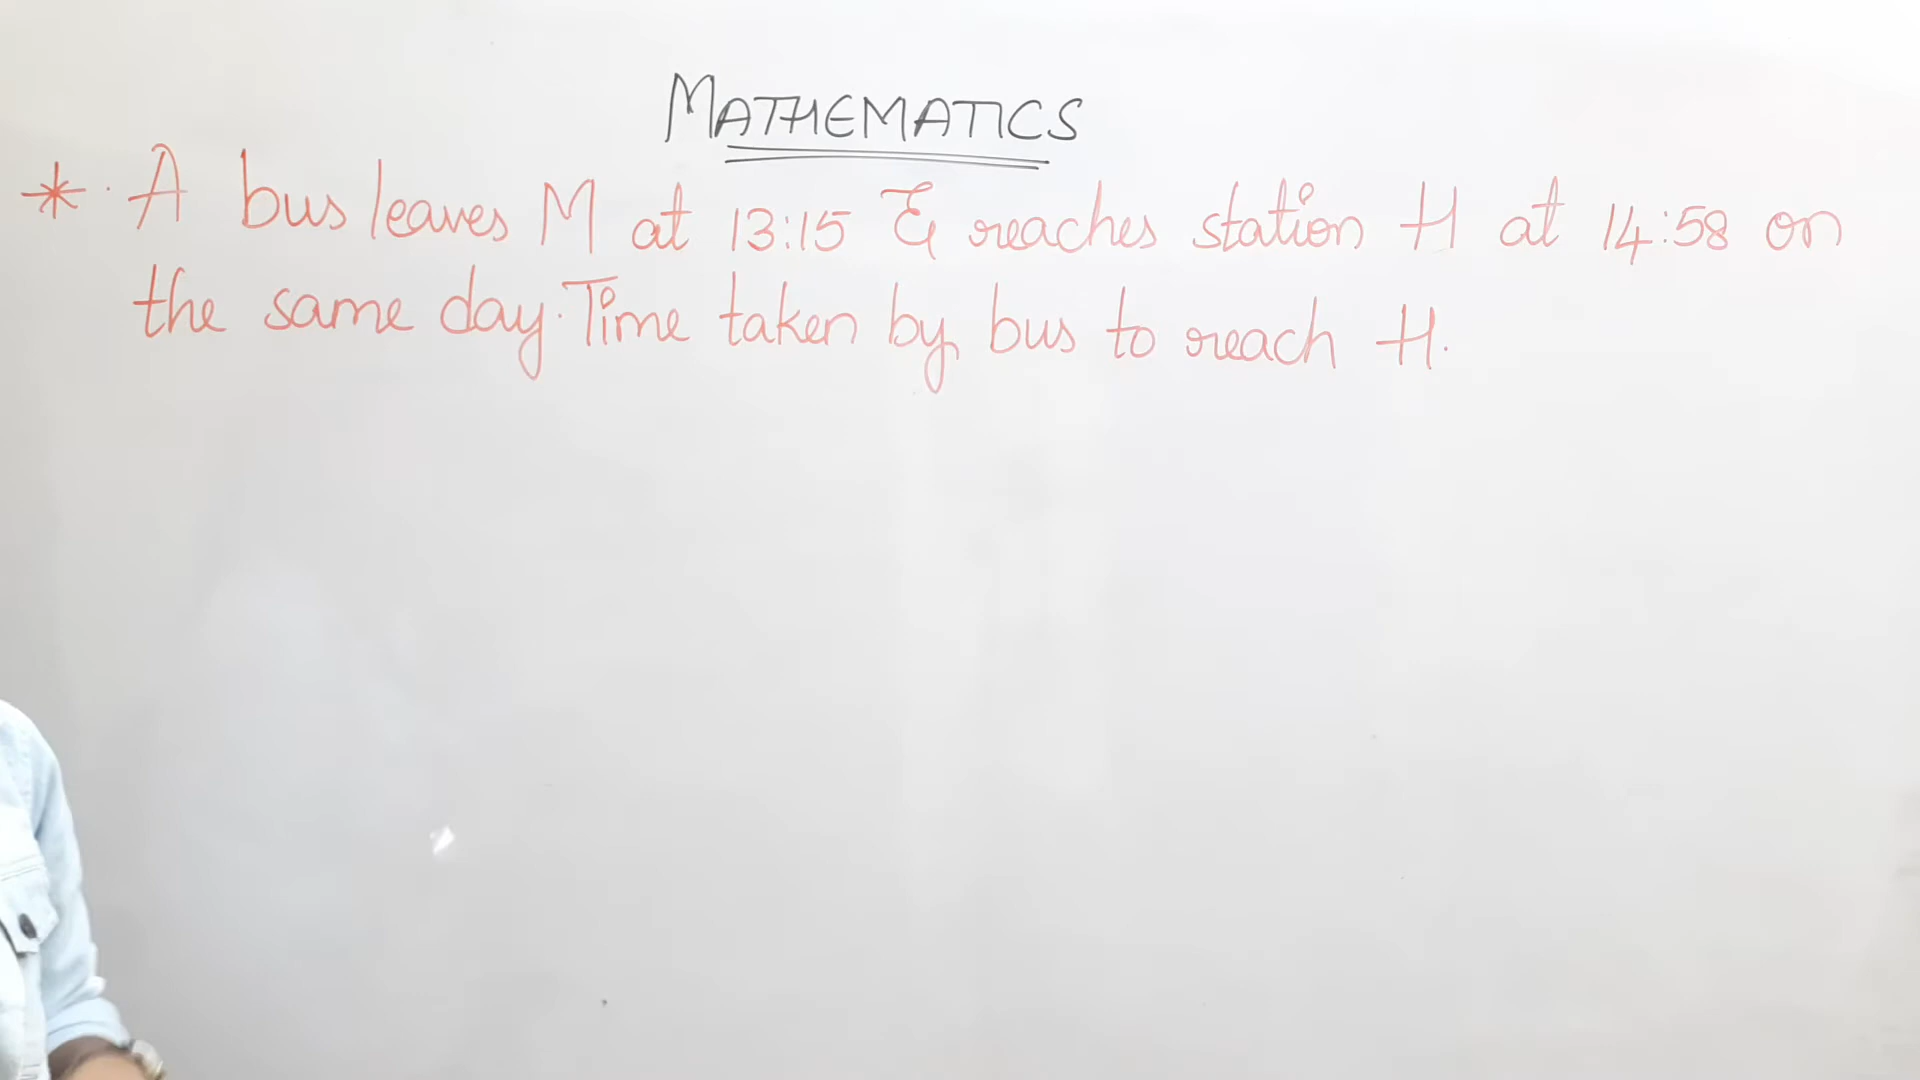 MATHEMATICS
* A bus leaves M at 13:15 & reaches station H at 14:58 on
the same day. Time taken by bus to reach H.